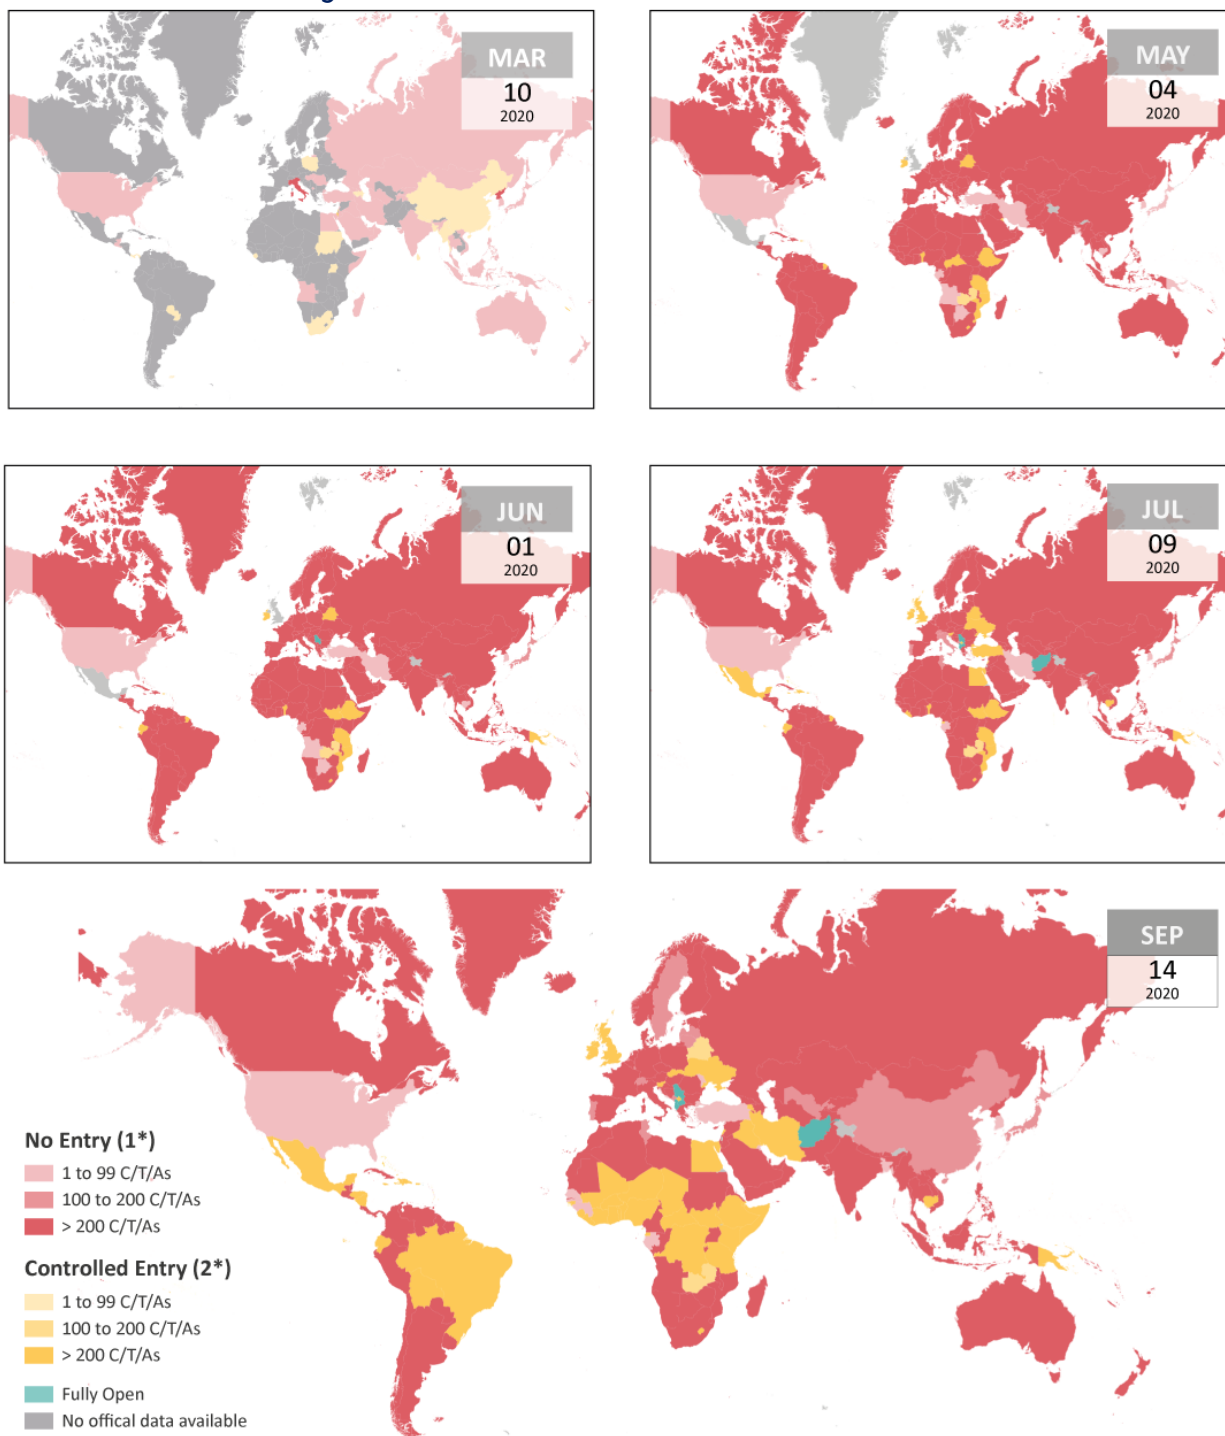 MAR
10
2020
MAY
04
2020
JUN
01
2020
JUL
09
2020
SEP
14
2020
No Entry (1*)
1 to 99 C/T/As
100 to 200 C/T/As
> 200 C/T/As
Controlled Entry (2*)
1 to 99 C/T/As
100 to 200 C/T/As
> 200 C/T/As
Fully Open
No offical data available